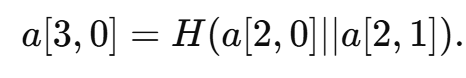 a[3, 0] = H(a[2, 0]||a[2, 1]).